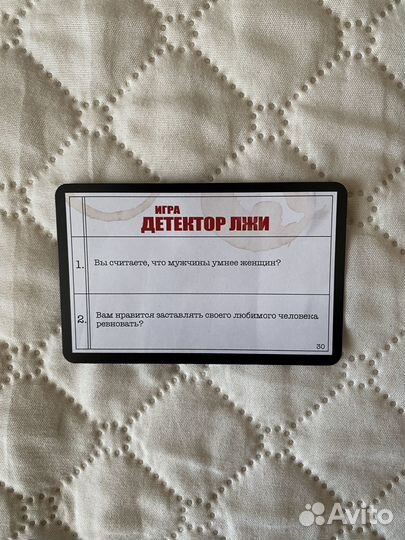 ИГРА
ДЕТЕКТОР ЛЖИ
1. Вы считаете, что мужчины умнее женщин?
2. Вам нравится заставлять своего любимого человека
ревновать?
30
Avito